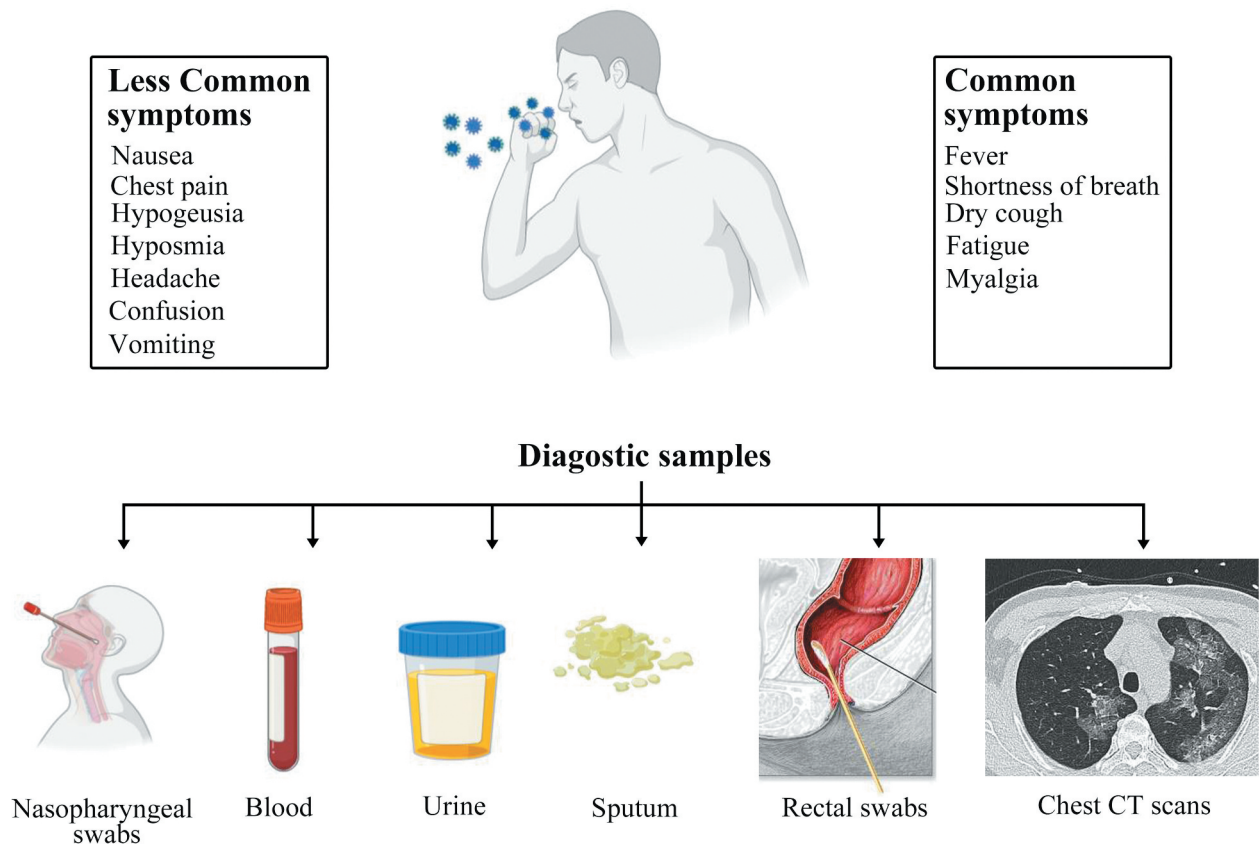 Less Common
symptoms
Nausea
Chest pain
Hypogeusia
Hyposmia
Headache
Confusion
Vomiting
Common
symptoms
Fever
Shortness of breath
Dry cough
Fatigue
Myalgia
Diagostic samples
Nasopharyngeal
swabs
Blood
Urine
Sputum
Rectal swabs
Chest CT scans